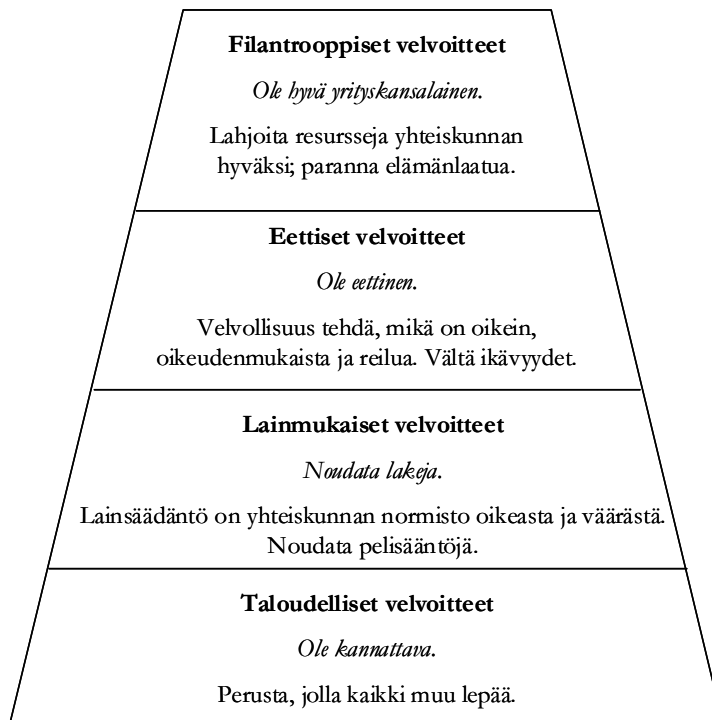 Filantrooppiset velvoitteet
Ole hyvä yrityskansalainen.
Lahjoita resursseja yhteiskunnan
hyväksi; paranna elämänlaatua.
Eettiset velvoitteet
Ole eettinen.
Velvollisuus tehdä, mikä on oikein,
oikeudenmukaista ja reilua. Vältä ikävyydet.
Lainmukaiset velvoitteet
Noudata lakeja.
Lainsäädäntö on yhteiskunnan normisto oikeasta ja väärästä.
Noudata pelisääntöjä.
Taloudelliset velvoitteet
Ole kannattava.
Perusta, jolla kaikki muu lepää.